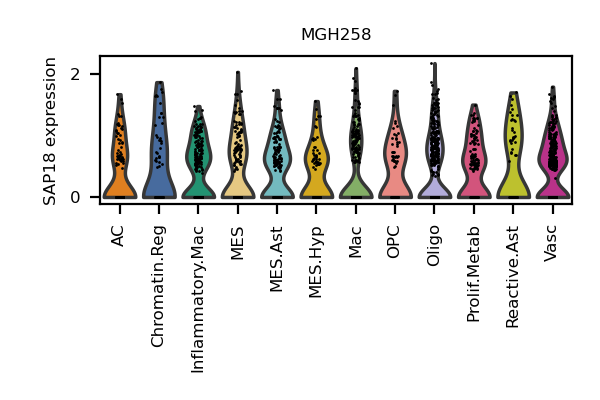 MGH258
SAP18 expression
2
0
AC
Chromatin.Reg
Inflammatory.Mac
MES
MES.Ast
MES.Hyp
Mac
OPC
Oligo
Prolif.Metab
Reactive.Ast
Vasc